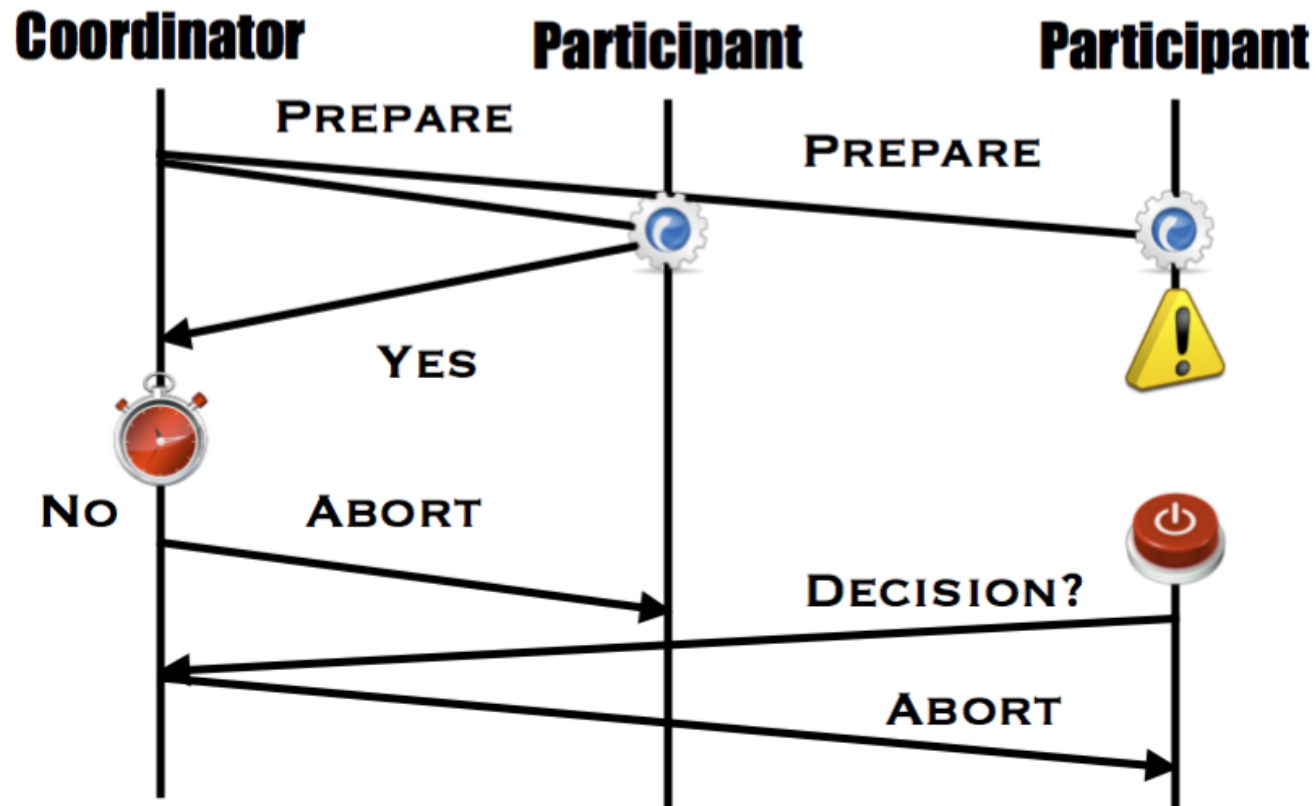 Coordinator
Participant
Participant
PREPARE
PREPARE
YES
NO
ABORT
DECISION?
ABORT